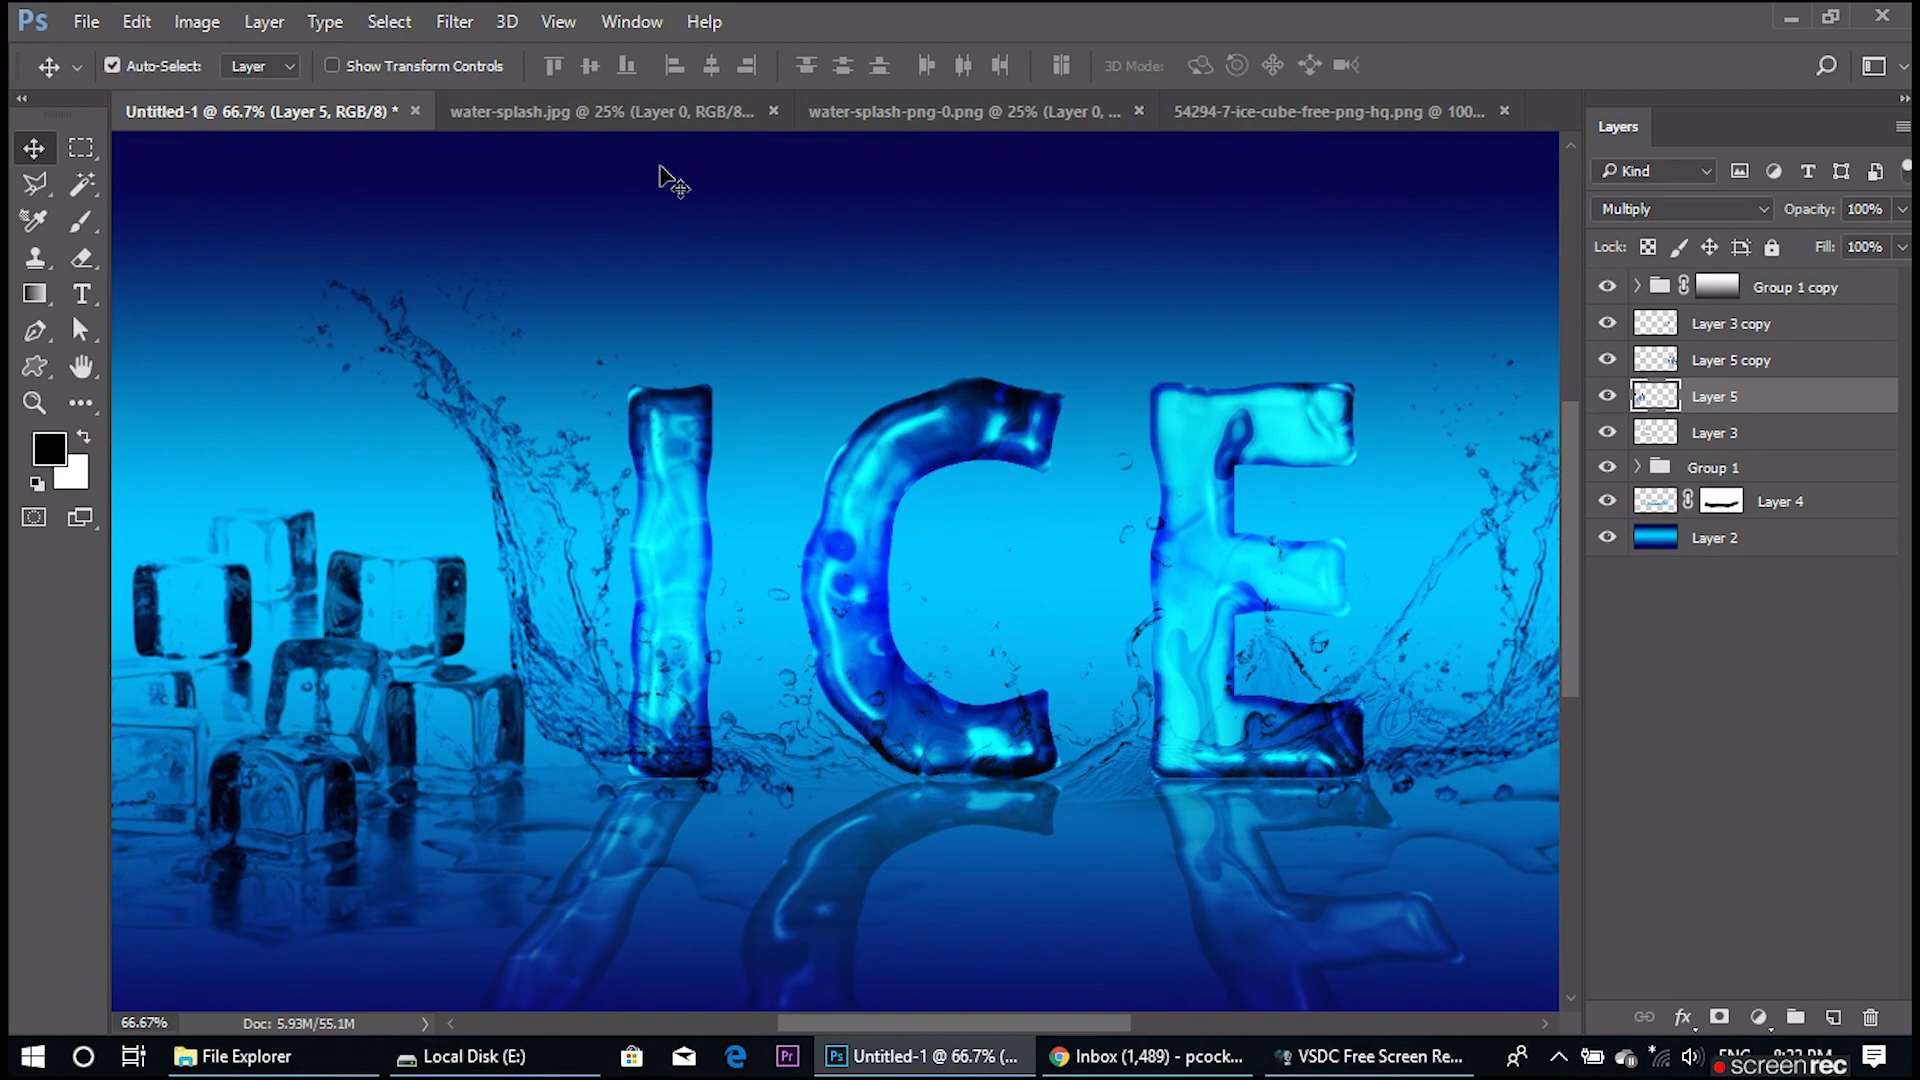 Ps File Edit Image Layer Type Select Filter 3D View Window Help
Auto-Select: Layer Show Transform Controls 3D Mode:
Untitled-1 @ 66.7% (Layer 5, RGB/8) * water-splash.jpg @ 25% (Layer 0, RGB/8... water-splash-png-0.png @ 25% (Layer 0, ... 54294-7-ice-cube-free-png-hq.png @ 100...
Layers
Kind
Multiply Opacity: 100%
Lock: Fill: 100%
Group 1 copy
Layer 3 copy
Layer 5 copy
Layer 5
Layer 3
Group 1
Layer 4
Layer 2
ICE
66.67% Doc: 5.93M/55.1M
File Explorer Local Disk (E:) Pr Ps Untitled-1 @ 66.7% (... Inbox (1,489) - pcock... VSDC Free Screen Re...
screenrec